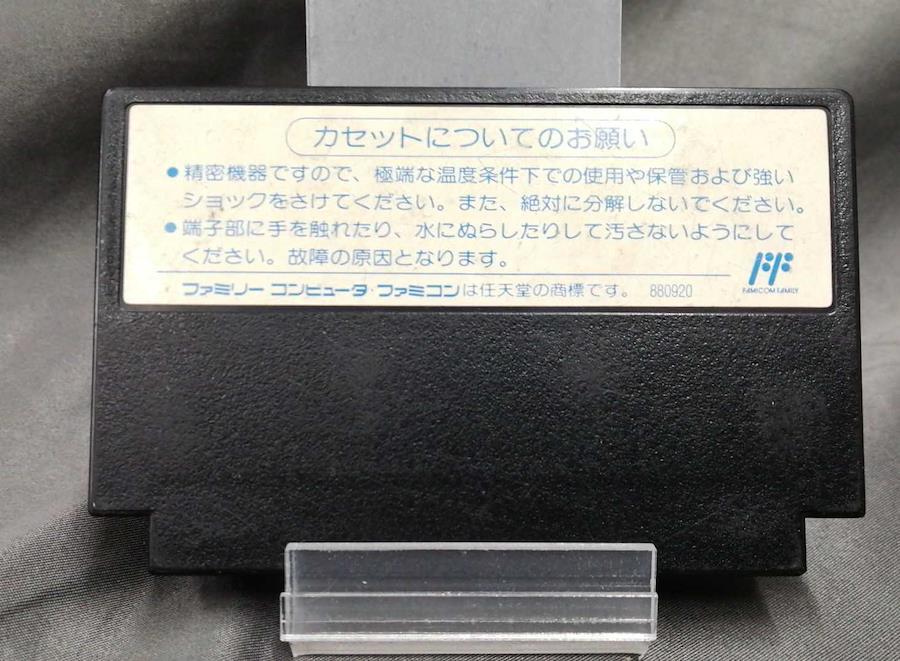 カセットについてのお願い
●精密機器ですので、極端な温度条件下での使用や保管および強い
ショックをさけてください。また、絶対に分解しないでください。
●端子部に手を触れたり、水にぬらしたりして汚さないようにして
ください。故障の原因となります。
ファミリー コンピュータ・ファミコンは任天堂の商標です。 880920
FF
FAMICOM FAMILY